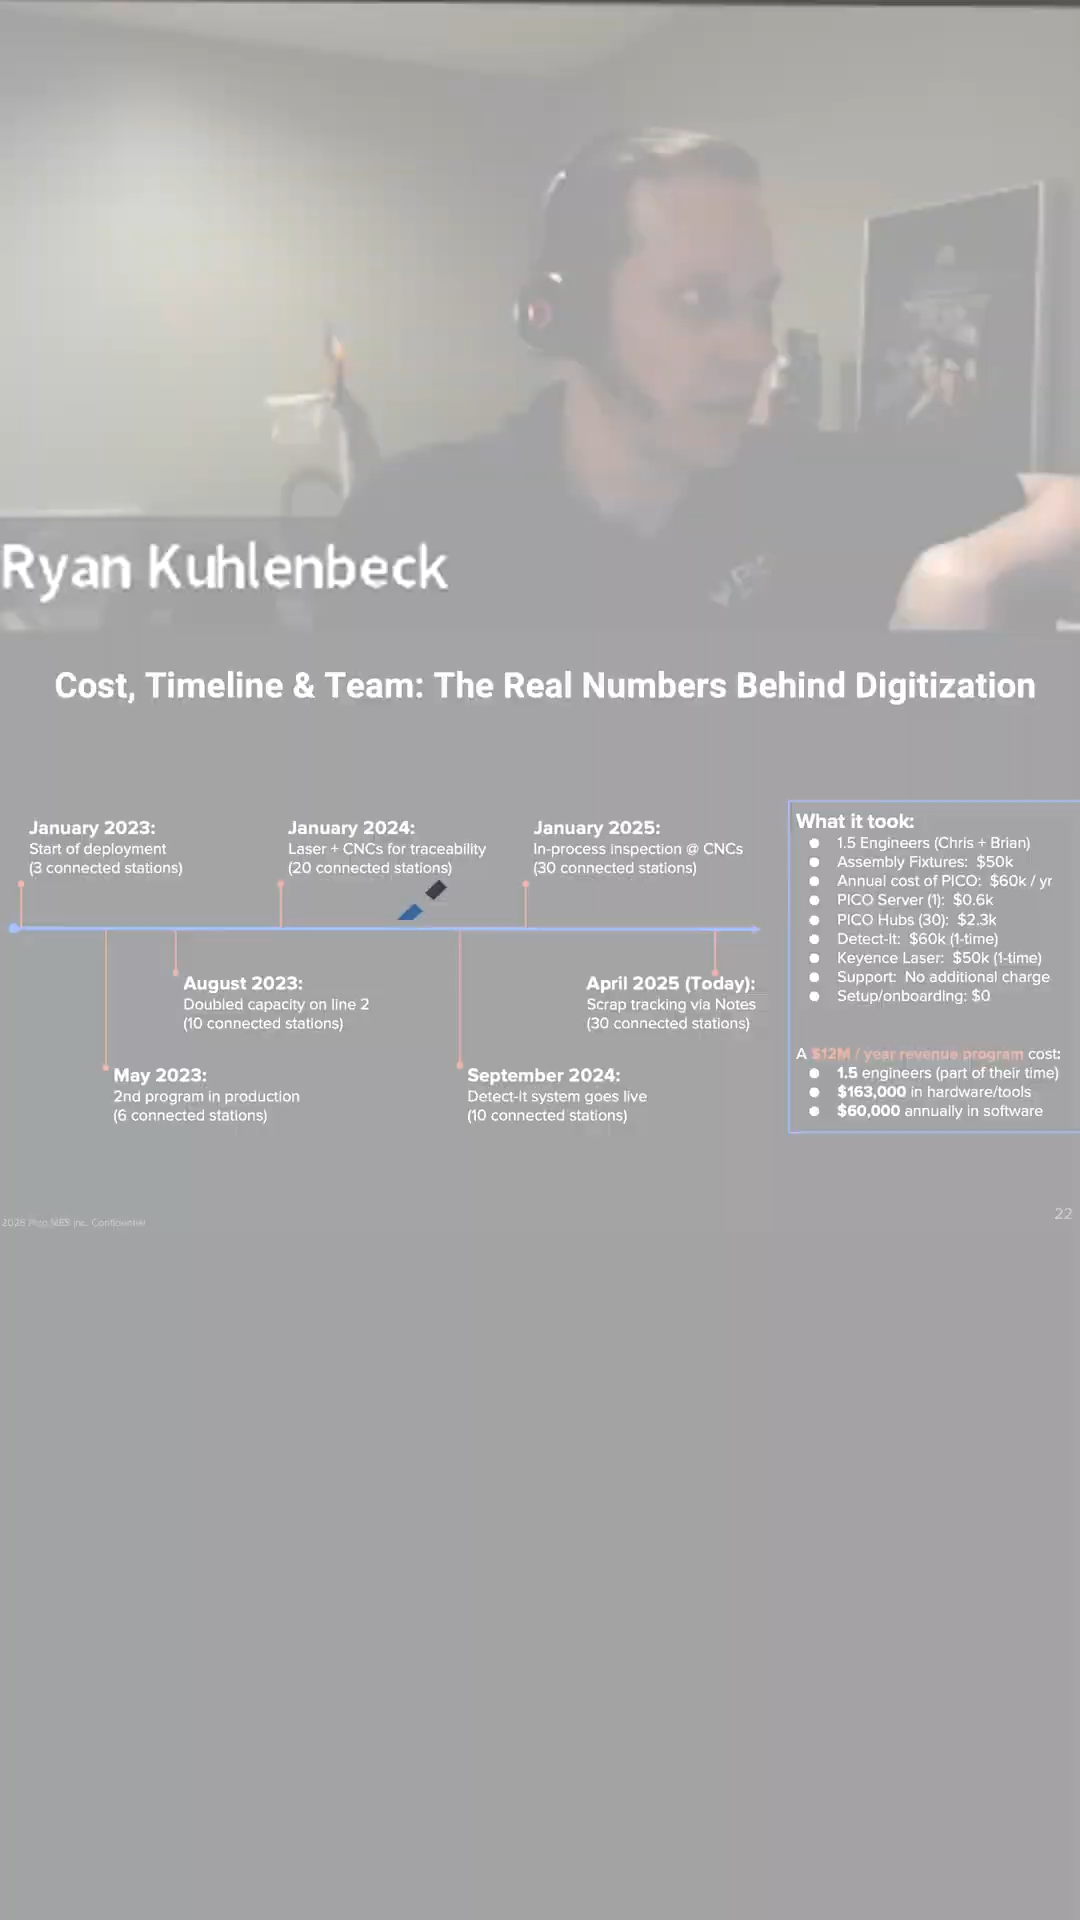 Ryan Kuhlenbeck
Cost, Timeline & Team: The Real Numbers Behind Digitization
January 2023:
Start of deployment
(3 connected stations)
January 2024:
Laser + CNCs for traceability
(20 connected stations)
January 2025:
In-process inspection @ CNCs
(30 connected stations)
August 2023:
Doubled capacity on line 2
(10 connected stations)
April 2025 (Today):
Scrap tracking via Notes
(30 connected stations)
May 2023:
2nd program in production
(6 connected stations)
September 2024:
Detect-It system goes live
(10 connected stations)
What it took:
● 1.5 Engineers (Chris + Brian)
● Assembly Fixtures: $50k
● Annual cost of PICO: $60k / yr
● PICO Server (1): $0.6k
● PICO Hubs (30): $2.3k
● Detect-It: $60k (1-time)
● Keyence Laser: $50k (1-time)
● Support: No additional charge
● Setup/onboarding: $0
A $12M / year revenue program cost:
● 1.5 engineers (part of their time)
● $163,000 in hardware/tools
● $60,000 annually in software
Pico MES Inc. Confidential
22